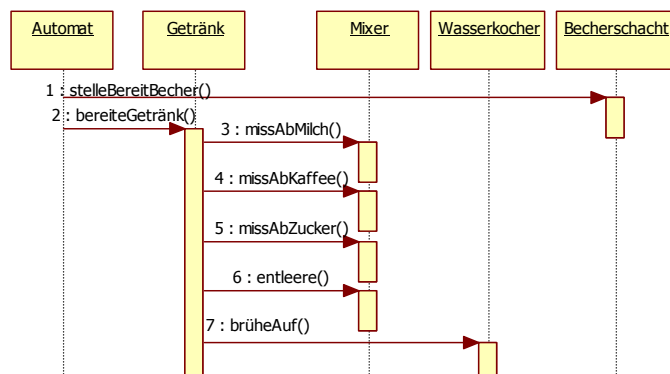 Automat
Getränk
Mixer
Wasserkocher
Becherschacht
1 : stelleBereitBecher()
2 : bereiteGetränk()
3 : missAbMilch()
4 : missAbKaffee()
5 : missAbZucker()
6 : entleere()
7 : brüheAuf()